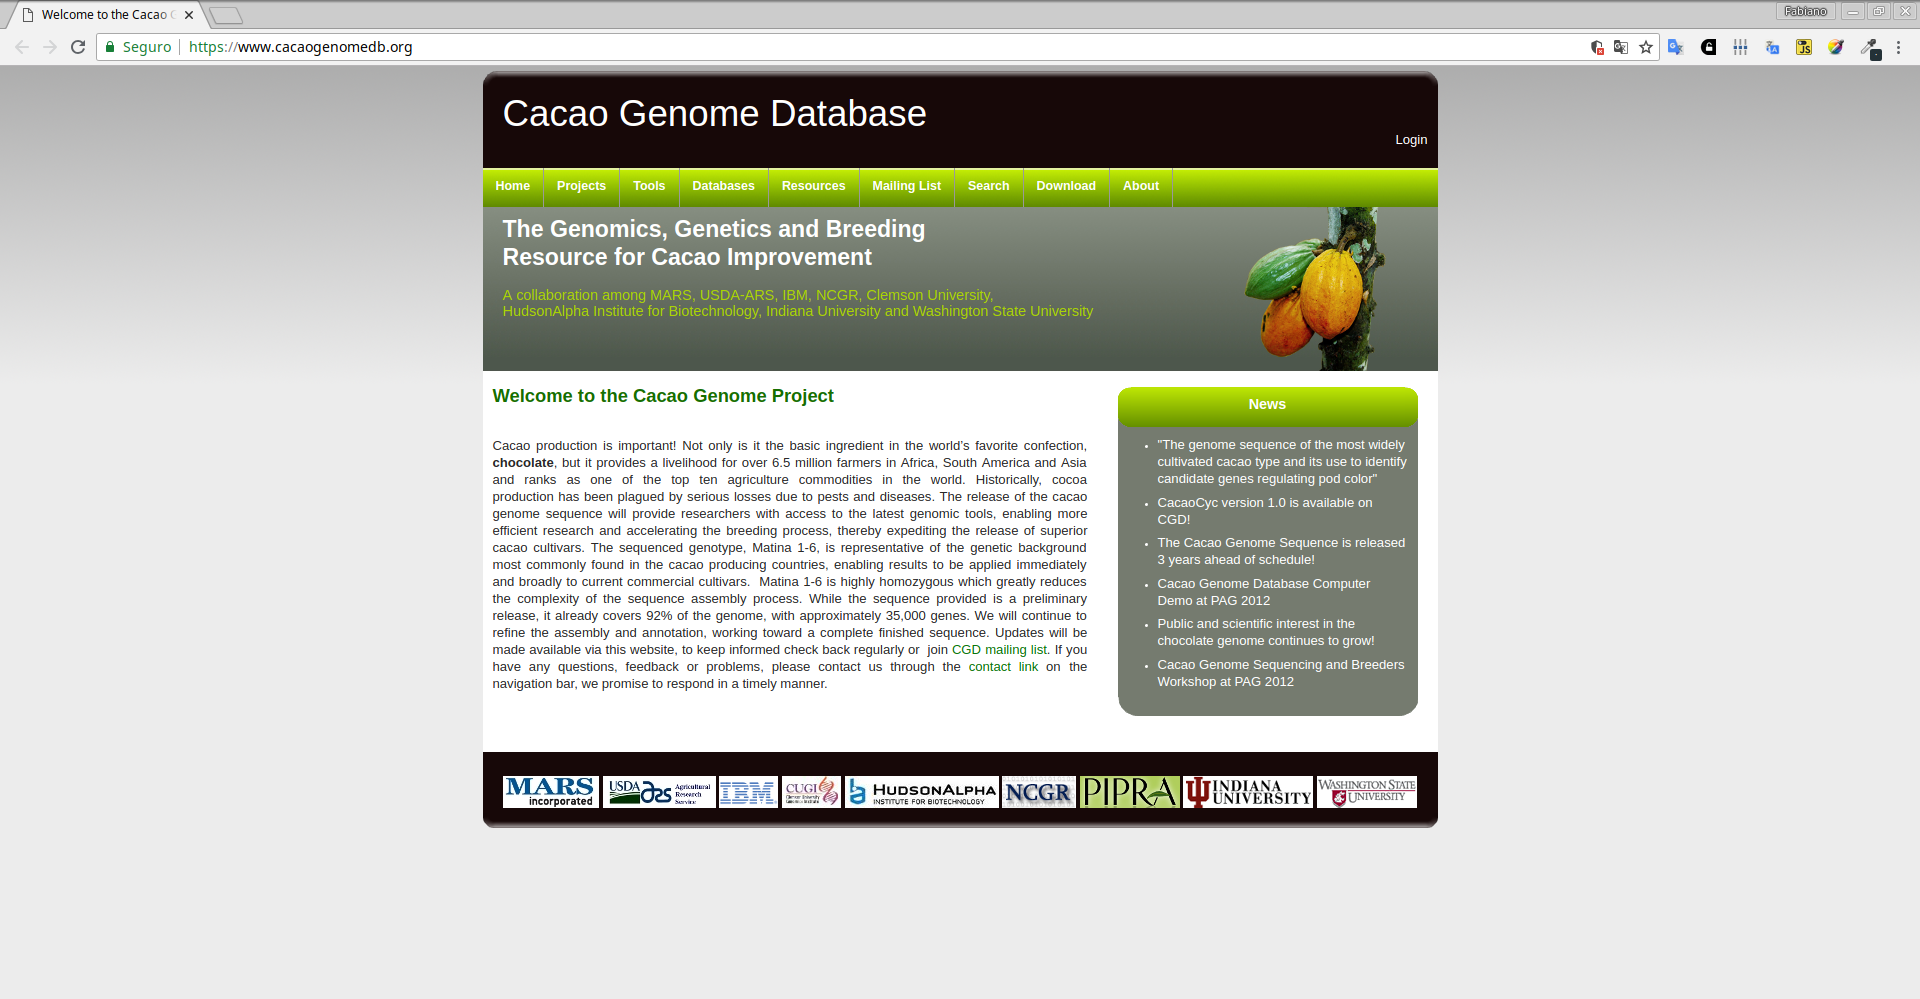 Welcome to the Cacao
Fabiano
Seguro
https://www.cacaogenomedb.org
Cacao Genome Database
Login
Home Projects Tools Databases Resources Mailing List Search Download About
The Genomics, Genetics and Breeding
Resource for Cacao Improvement
A collaboration among MARS, USDA-ARS, IBM, NCGR, Clemson University,
HudsonAlpha Institute for Biotechnology, Indiana University and Washington State University
Welcome to the Cacao Genome Project
Cacao production is important! Not only is it the basic ingredient in the world’s favorite confection,
chocolate, but it provides a livelihood for over 6.5 million farmers in Africa, South America and Asia
and ranks as one of the top ten agriculture commodities in the world. Historically, cocoa
production has been plagued by serious losses due to pests and diseases. The release of the cacao
genome sequence will provide researchers with access to the latest genomic tools, enabling more
efficient research and accelerating the breeding process, thereby expediting the release of superior
cacao cultivars. The sequenced genotype, Matina 1-6, is representative of the genetic background
most commonly found in the cacao producing countries, enabling results to be applied immediately
and broadly to current commercial cultivars. Matina 1-6 is highly homozygous which greatly reduces
the complexity of the sequence assembly process. While the sequence provided is a preliminary
release, it already covers 92% of the genome, with approximately 35,000 genes. We will continue to
refine the assembly and annotation, working toward a complete finished sequence. Updates will be
made available via this website, to keep informed check back regularly or join CGD mailing list. If you
have any questions, feedback or problems, please contact us through the contact link on the
navigation bar, we promise to respond in a timely manner.
News
"The genome sequence of the most widely
cultivated cacao type and its use to identify
candidate genes regulating pod color"
CacaoCyc version 1.0 is available on
CGD!
The Cacao Genome Sequence is released
3 years ahead of schedule!
Cacao Genome Database Computer
Demo at PAG 2012
Public and scientific interest in the
chocolate genome continues to grow!
Cacao Genome Sequencing and Breeders
Workshop at PAG 2012
MARS
incorporated
USDA ars
Agricultural
Research
Service
IBM
CUGI
HUDSONALPHA
INSTITUTE FOR BIOTECHNOLOGY
NCGR
PIPRA
INDIANA
UNIVERSITY
WASHINGTON STATE
UNIVERSITY